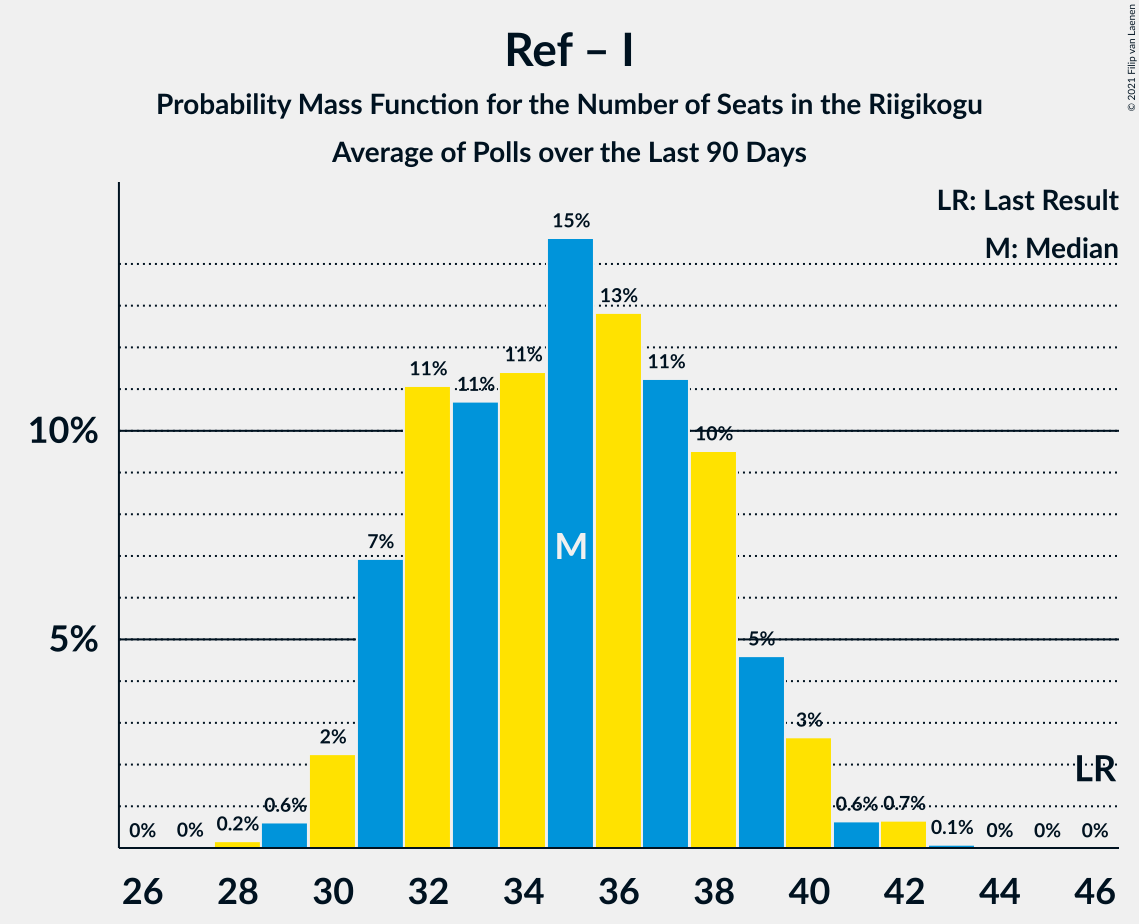 Ref – I
Probability Mass Function for the Number of Seats in the Riigikogu
Average of Polls over the Last 90 Days
© 2021 Filip van Laenen
LR: Last Result
M: Median
10%
5%
0%
0%
0.2%
0.6%
2%
7%
11%
11%
11%
15%
13%
11%
10%
5%
3%
0.6%
0.7%
0.1%
0%
0%
0%
M
LR
26 28 30 32 34 36 38 40 42 44 46